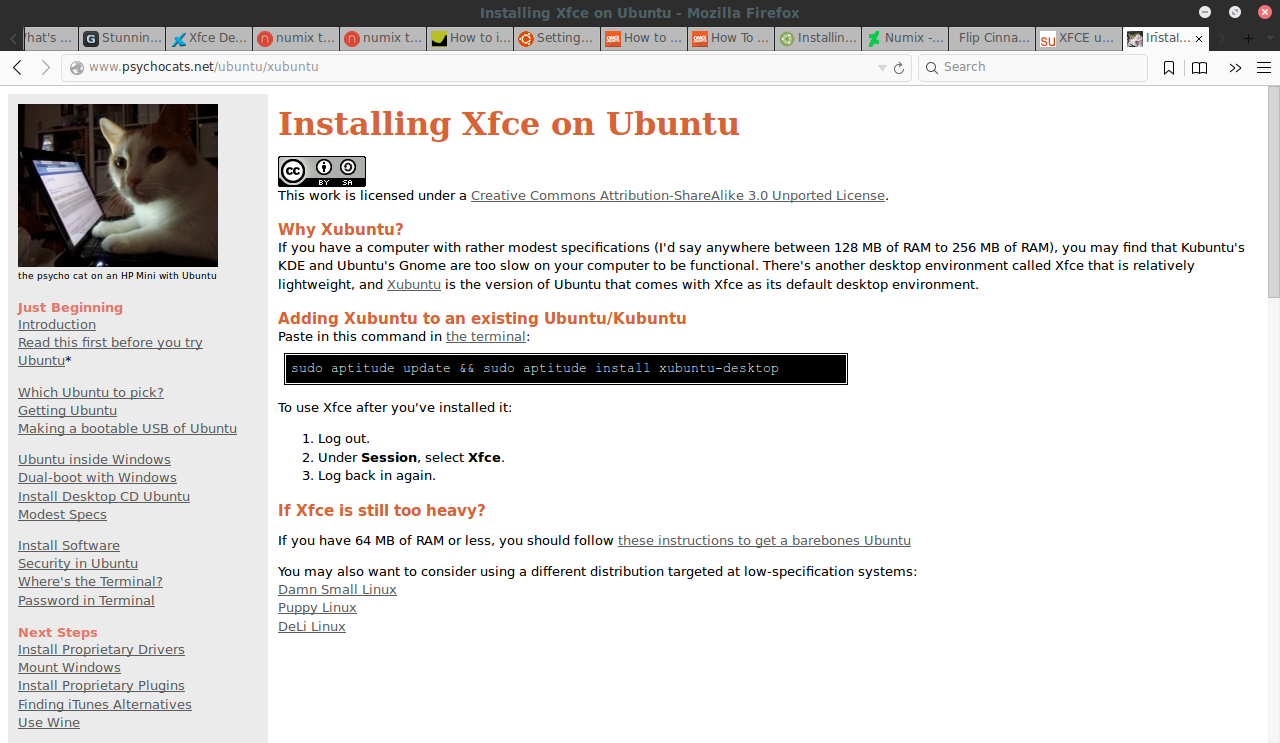 Installing Xfce on Ubuntu - Mozilla Firefox
hat's ...
Stunnin...
Xfce De...
numix t...
numix t...
How to i...
Setting...
How to ...
How To ...
Installin...
Numix -...
Flip Cinna...
XFCE u...
Instal...
www.psychocats.net/ubuntu/xubuntu
Search
the psycho cat on an HP Mini with Ubuntu
Just Beginning
Introduction
Read this first before you try
Ubuntu*
Which Ubuntu to pick?
Getting Ubuntu
Making a bootable USB of Ubuntu
Ubuntu inside Windows
Dual-boot with Windows
Install Desktop CD Ubuntu
Modest Specs
Install Software
Security in Ubuntu
Where's the Terminal?
Password in Terminal
Next Steps
Install Proprietary Drivers
Mount Windows
Install Proprietary Plugins
Finding iTunes Alternatives
Use Wine
Installing Xfce on Ubuntu
cc BY SA
This work is licensed under a Creative Commons Attribution-ShareAlike 3.0 Unported License.
Why Xubuntu?
If you have a computer with rather modest specifications (I'd say anywhere between 128 MB of RAM to 256 MB of RAM), you may find that Kubuntu's
KDE and Ubuntu's Gnome are too slow on your computer to be functional. There's another desktop environment called Xfce that is relatively
lightweight, and Xubuntu is the version of Ubuntu that comes with Xfce as its default desktop environment.
Adding Xubuntu to an existing Ubuntu/Kubuntu
Paste in this command in the terminal:
sudo aptitude update && sudo aptitude install xubuntu-desktop
To use Xfce after you've installed it:
1. Log out.
2. Under Session, select Xfce.
3. Log back in again.
If Xfce is still too heavy?
If you have 64 MB of RAM or less, you should follow these instructions to get a barebones Ubuntu
You may also want to consider using a different distribution targeted at low-specification systems:
Damn Small Linux
Puppy Linux
DeLi Linux